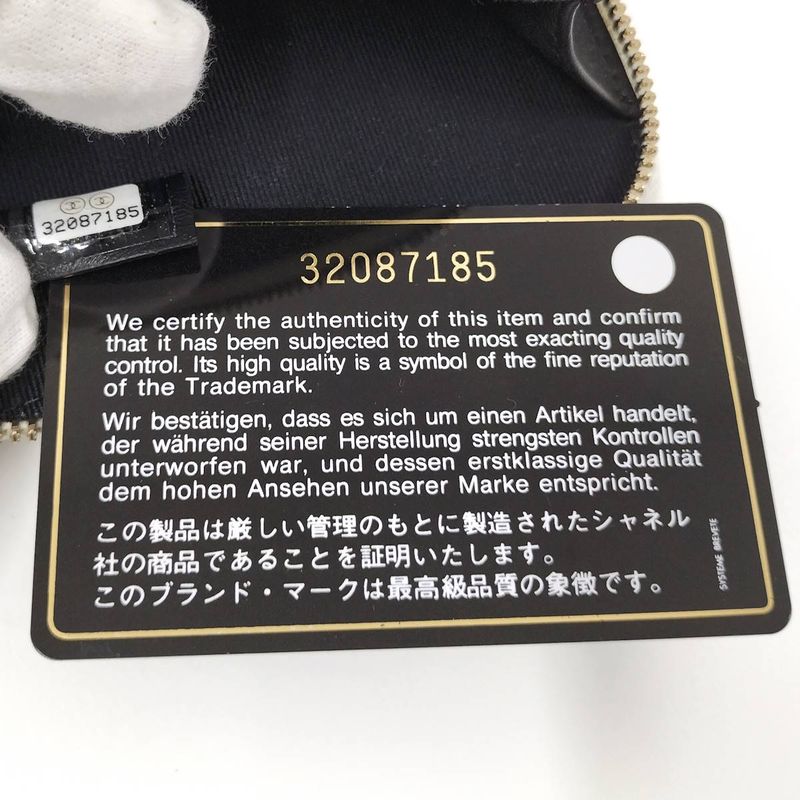 32087185
32087185
We certify the authenticity of this item and confirm
that it has been subjected to the most exacting quality
control. Its high quality is a symbol of the fine reputation
of the Trademark.
Wir bestätigen, dass es sich um einen Artikel handelt,
der während seiner Herstellung strengsten Kontrollen
unterworfen war, und dessen erstklassige Qualität
dem hohen Ansehen unserer Marke entspricht.
この製品は厳しい管理のもとに製造されたシャネル
社の商品であることを証明いたします。
このブランド・マークは最高級品質の象徴です。
SYSTEME BREVETE